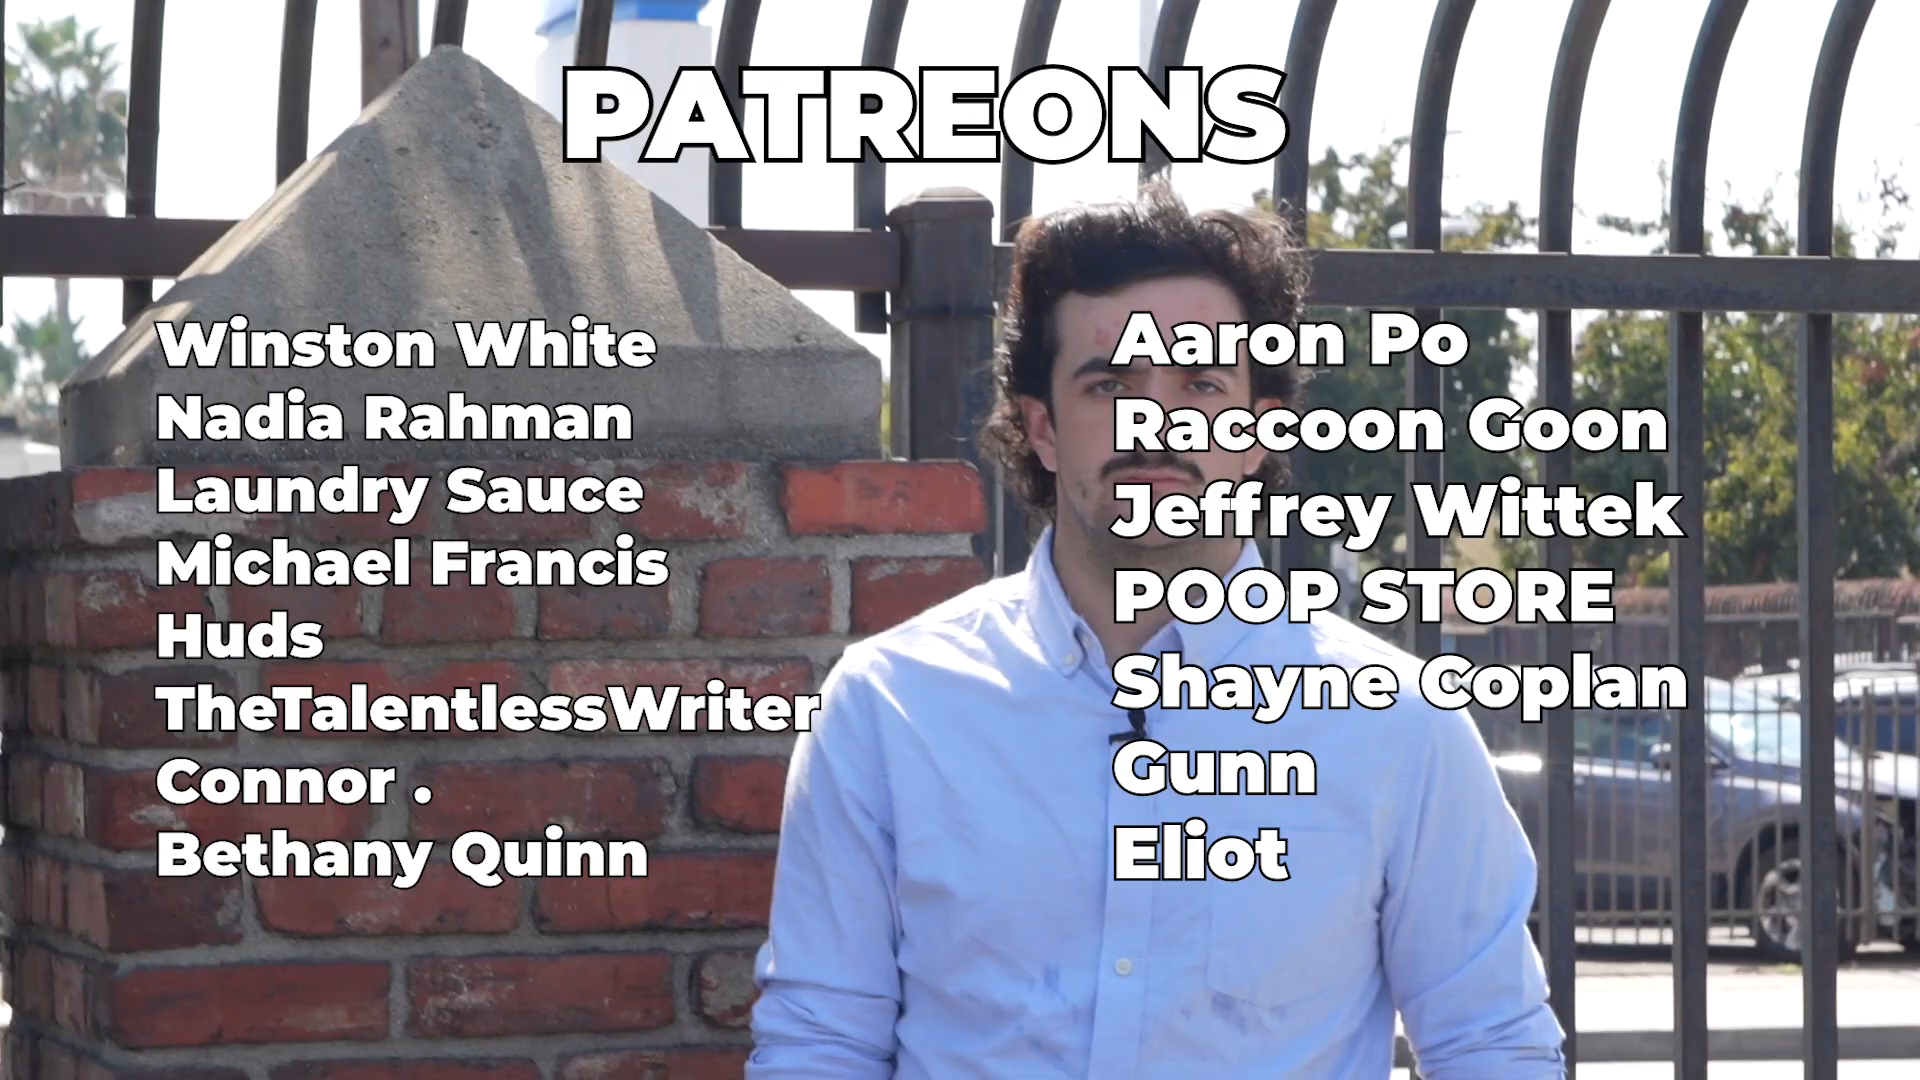 PATREONS
Winston White
Nadia Rahman
Laundry Sauce
Michael Francis
Huds
TheTalentlessWriter
Connor .
Bethany Quinn
Aaron Po
Raccoon Goon
Jeffrey Wittek
POOP STORE
Shayne Coplan
Gunn
Eliot